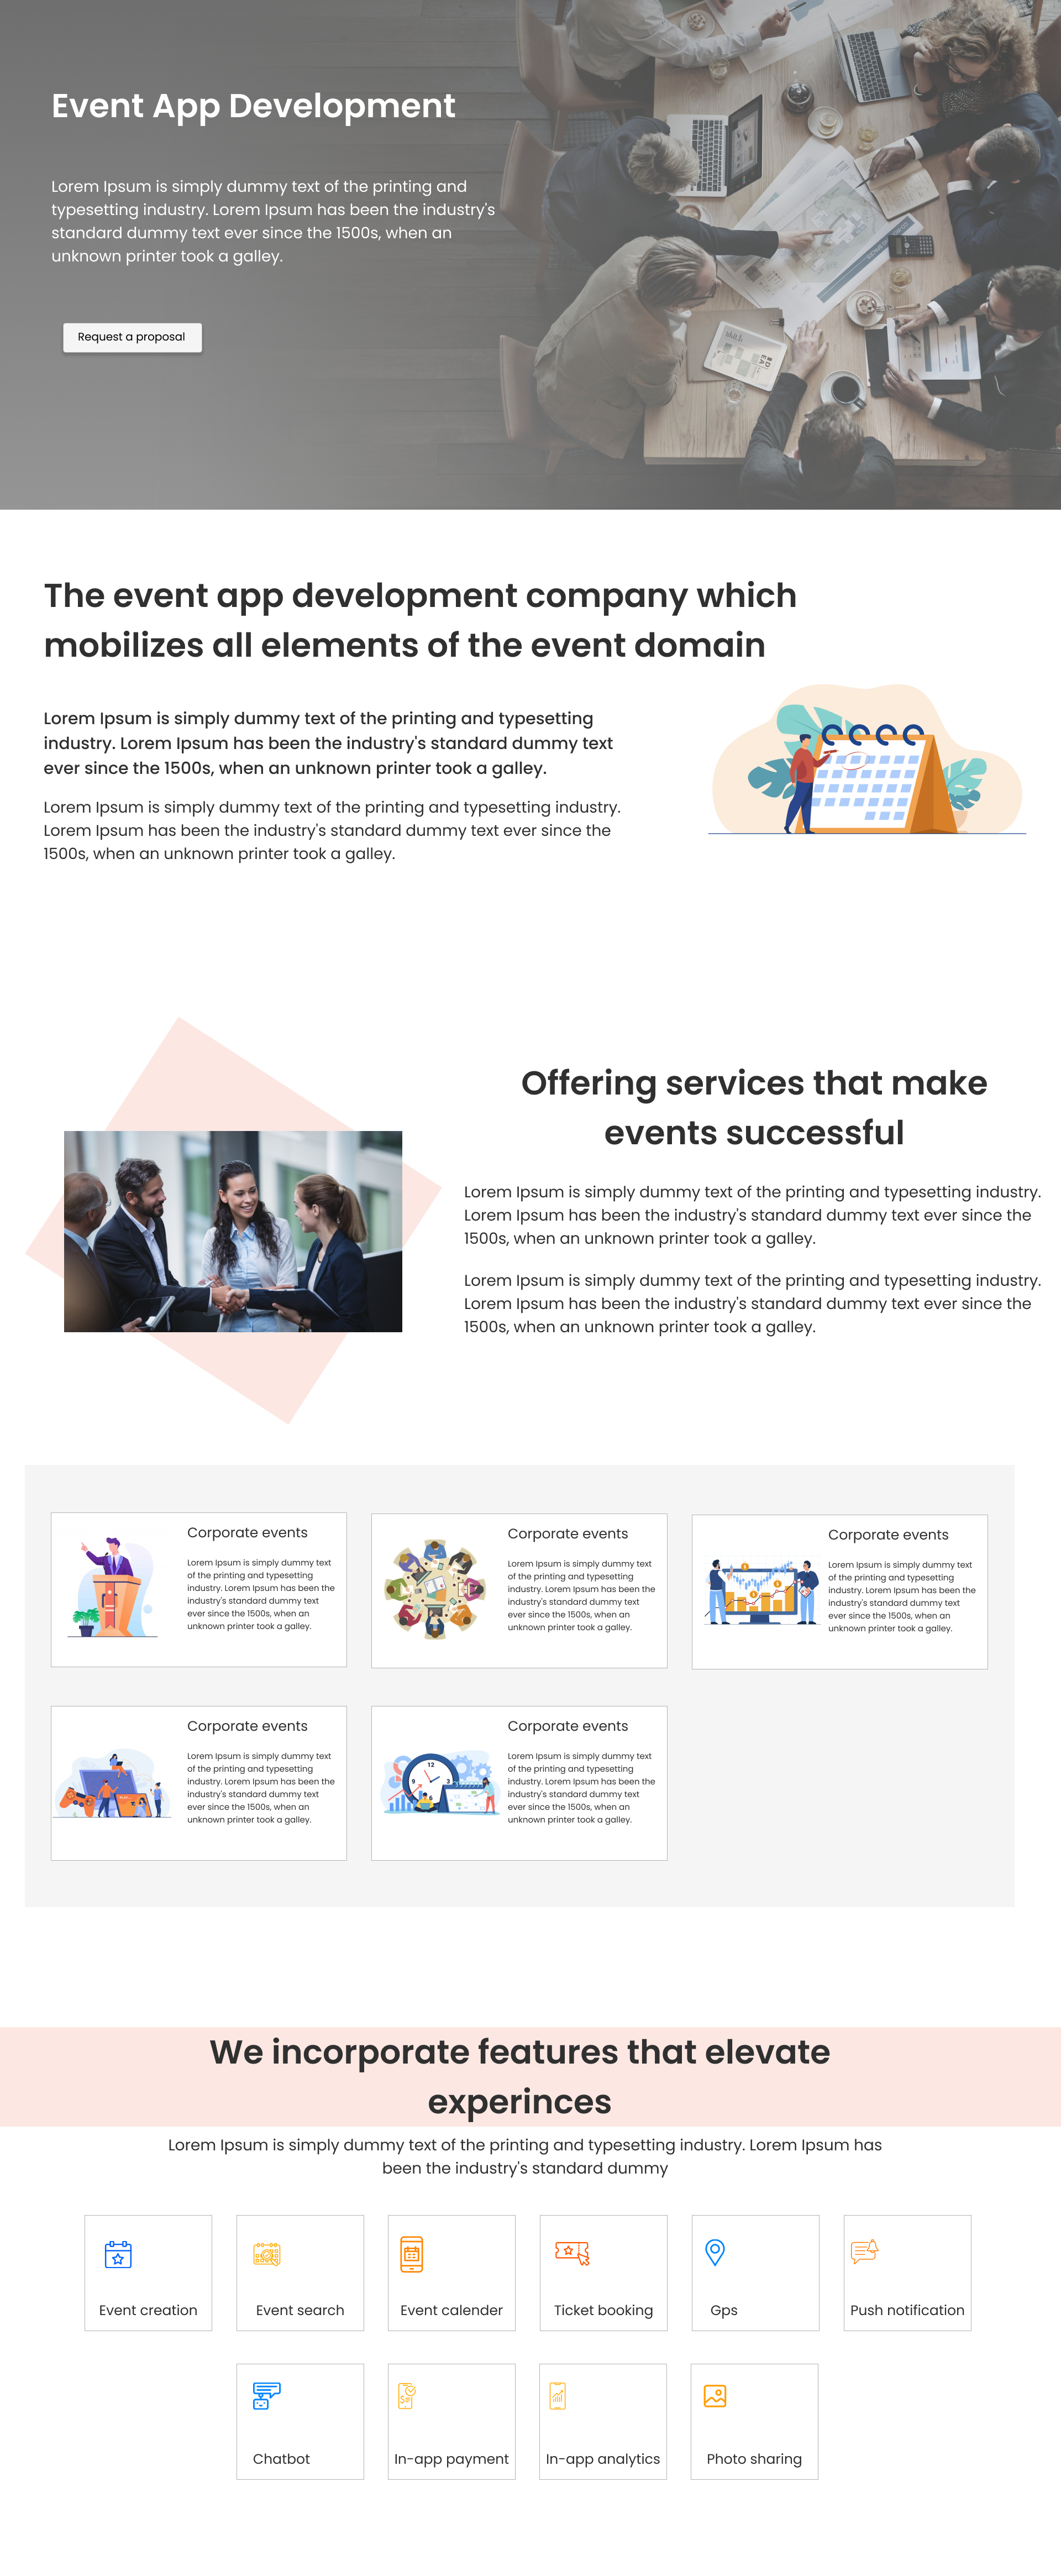 Event App Development
Lorem Ipsum is simply dummy text of the printing and
typesetting industry. Lorem Ipsum has been the industry's
standard dummy text ever since the 1500s, when an
unknown printer took a galley.
Request a proposal
The event app development company which
mobilizes all elements of the event domain
Lorem Ipsum is simply dummy text of the printing and typesetting
industry. Lorem Ipsum has been the industry's standard dummy text
ever since the 1500s, when an unknown printer took a galley.
Lorem Ipsum is simply dummy text of the printing and typesetting industry.
Lorem Ipsum has been the industry's standard dummy text ever since the
1500s, when an unknown printer took a galley.
Offering services that make
events successful
Lorem Ipsum is simply dummy text of the printing and typesetting industry.
Lorem Ipsum has been the industry's standard dummy text ever since the
1500s, when an unknown printer took a galley.
Lorem Ipsum is simply dummy text of the printing and typesetting industry.
Lorem Ipsum has been the industry's standard dummy text ever since the
1500s, when an unknown printer took a galley.
Corporate events
Lorem Ipsum is simply dummy text
of the printing and typesetting
industry. Lorem Ipsum has been the
industry's standard dummy text
ever since the 1500s, when an
unknown printer took a galley.
Corporate events
Lorem Ipsum is simply dummy text
of the printing and typesetting
industry. Lorem Ipsum has been the
industry's standard dummy text
ever since the 1500s, when an
unknown printer took a galley.
Corporate events
Lorem Ipsum is simply dummy text
of the printing and typesetting
industry. Lorem Ipsum has been the
industry's standard dummy text
ever since the 1500s, when an
unknown printer took a galley.
Corporate events
Lorem Ipsum is simply dummy text
of the printing and typesetting
industry. Lorem Ipsum has been the
industry's standard dummy text
ever since the 1500s, when an
unknown printer took a galley.
12
9
3
6
Corporate events
Lorem Ipsum is simply dummy text
of the printing and typesetting
industry. Lorem Ipsum has been the
industry's standard dummy text
ever since the 1500s, when an
unknown printer took a galley.
We incorporate features that elevate
experinces
Lorem Ipsum is simply dummy text of the printing and typesetting industry. Lorem Ipsum has
been the industry's standard dummy
Event creation
Event search
Event calender
Ticket booking
Gps
Push notification
Chatbot
In-app payment
In-app analytics
Photo sharing